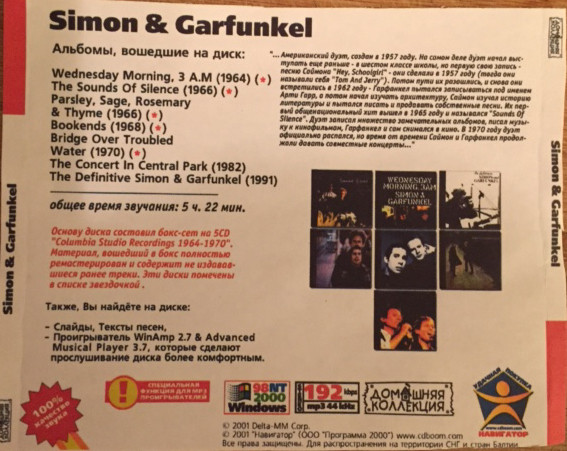 Simon & Garfunkel
Альбомы, вошедшие на диск:
Wednesday Morning, 3 A.M (1964) (★)
The Sounds Of Silence (1966) (★)
Parsley, Sage, Rosemary
& Thyme (1966) (★)
Bookends (1968) (★)
Bridge Over Troubled
Water (1970) (★)
The Concert In Central Park (1982)
The Definitive Simon & Garfunkel (1991)
общее время звучания: 5 ч. 22 мин.
Основу диска составил бокс-сет на 5CD
"Columbia Studio Recordings 1964-1970".
Материал, вошедший в бокс полностью
ремастирован и содержит не издавав-
шиеся ранее треки. Эти диски помечены
в списке звездочкой.
Также, Вы найдёте на диске:
– Слайды, Тексты песен,
– Проигрыватель WinAmp 2.7 & Advanced
Musical Player 3.7, которые сделают
прослушивание диска более комфортным.
"... Американский дуэт, создан в 1957 году. На самом деле дуэт начал выс-
тупать еще раньше - в шестом классе школы, но первую свою запись -
песню Саймона "Hey, Schoolgirl" - они сделали в 1957 году (тогда они
называли себя "Tom And Jerry"). Потом пути их разошлись, и снова они
встретились в 1962 году - Гарфанкел пытался записываться под именем
Арти Гарр, а потом начал изучать архитектуру, Саймон изучал историю
литературы и пытался писать и продавать собственные песни. Их пер-
вый общенациональный хит вышел в 1965 году и назывался "Sounds Of
Silence". Дуэт записал множество замечательных альбомов, писал музы-
ку к кинофильмам, Гарфанкел и сам снимался в кино. В 1970 году дуэт
официально распался, но время от времени Саймон и Гарфанкел продол-
жали давать совместные концерты..."
WEDNESDAY
MORNING, 3AM
SIMON &
GARFUNKEL
Simon & Garfunkel
Simon & Garfunkel
100%
качество
звука
СПЕЦИАЛЬНАЯ
ФУНКЦИЯ ДЛЯ MP3
ПРОИГРЫВАТЕЛЕЙ
98NT
2000
Windows
192 kbps
mp3 44 kHz
ДОМАШНЯЯ
КОЛЛЕКЦИЯ
УДАЧНАЯ ПОКУПКА
www.cdboom.com
НАВИГАТОР
© 2001 Delta-MM Corp.
© 2001 "Навигатор" (ООО "Программа 2000") www.cdboom.com
Все права защищены. Для распространения на территории СНГ и стран Балтии.